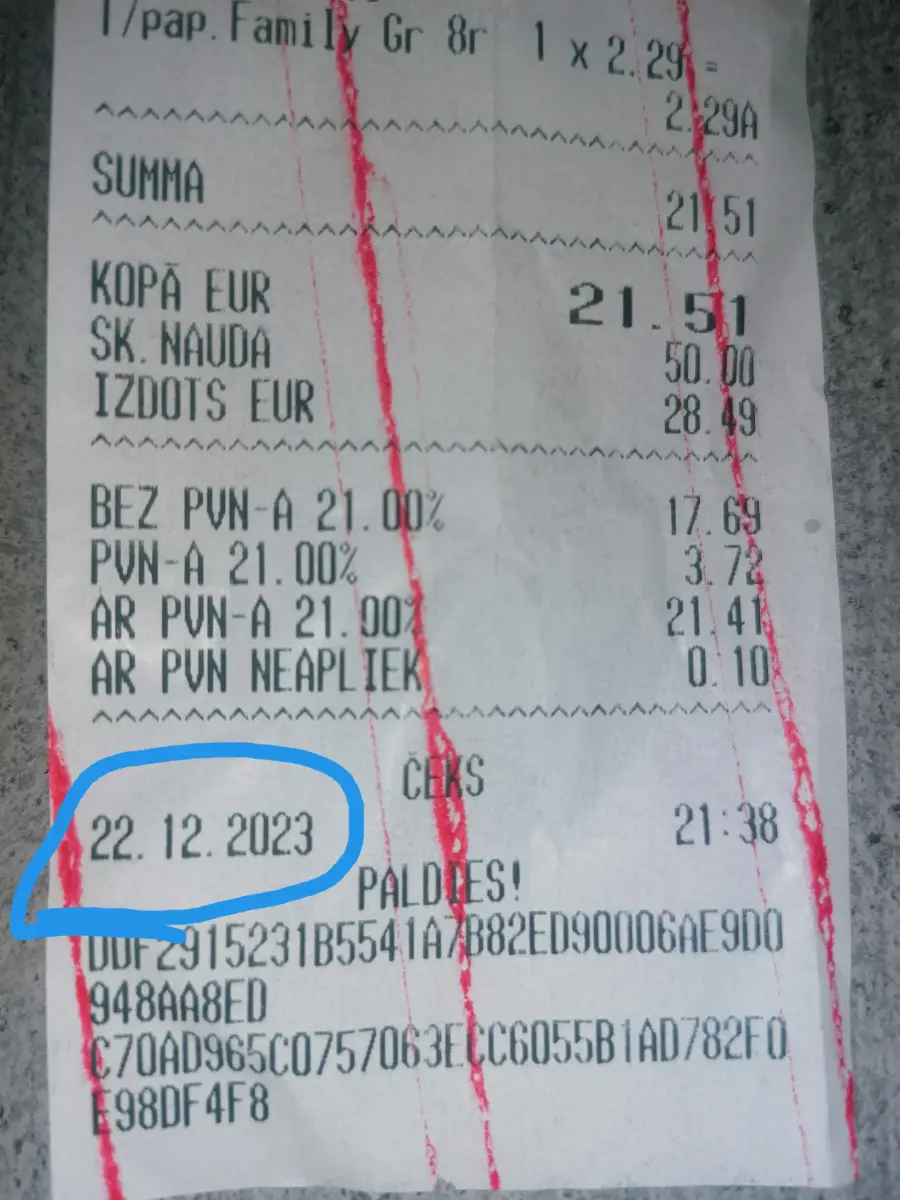 T/pap.Family Gr 8r 1 x 2.29 =
2.29A
^^^^^^^^^^^^^^^^^^^^^^^^^^^^^^^^^^^^^^^^^^
SUMMA 21.51
^^^^^^^^^^^^^^^^^^^^^^^^^^^^^^^^^^^^^^^^^^
KOPĀ EUR 21.51
SK.NAUDA 50.00
IZDOTS EUR 28.49
^^^^^^^^^^^^^^^^^^^^^^^^^^^^^^^^^^^^^^^^^^
BEZ PVN-A 21.00% 17.69
PVN-A 21.00% 3.72
AR PVN-A 21.00% 21.41
AR PVN NEAPLIEK 0.10
^^^^^^^^^^^^^^^^^^^^^^^^^^^^^^^^^^^^^^^^^^
ČEKS
22.12.2023 21:38
PALDIES!
DDF2915231B5541A7B82ED90006AE9D0
948AA8ED
C70AD965C0757063ECC6055B1AD782F0
E98DF4F8